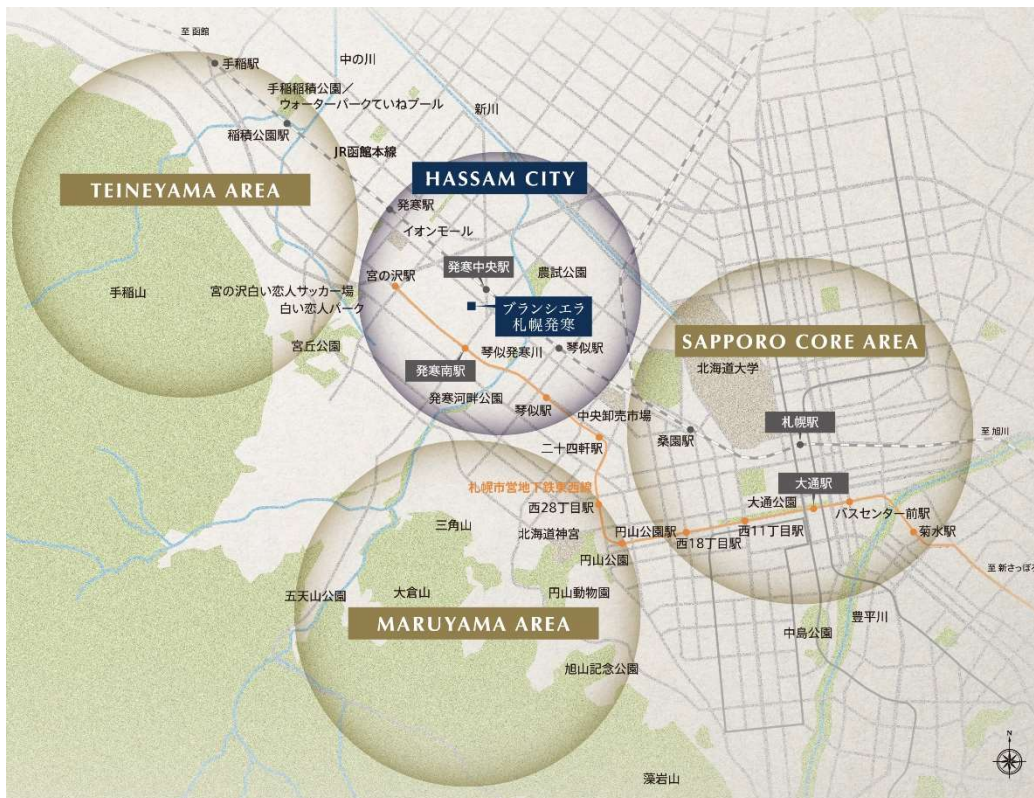 至 函館
手稲駅
中の川
手稲稲積公園／
ウォーターパークていねプール
新川
稲積公園駅
JR函館本線
HASSAM CITY
TEINEYAMA AREA
発寒駅
イオンモール
発寒中央駅
農試公園
宮の沢駅
手稲山
宮の沢白い恋人サッカー場
白い恋人パーク
ブランシエラ
札幌発寒
宮丘公園
琴似発寒川
琴似駅
SAPPORO CORE AREA
北海道大学
発寒南駅
発寒河畔公園
琴似駅
中央卸売市場
札幌駅
二十四軒駅
桑園駅
至 旭川
札幌市営地下鉄東西線
大通駅
西28丁目駅
大通公園
バスセンター前駅
三角山
北海道神宮
円山公園駅
西18丁目駅
西11丁目駅
菊水駅
円山公園
至 新さっぽろ
五天山公園
大倉山
円山動物園
MARUYAMA AREA
豊平川
中島公園
旭山記念公園
藻岩山
N